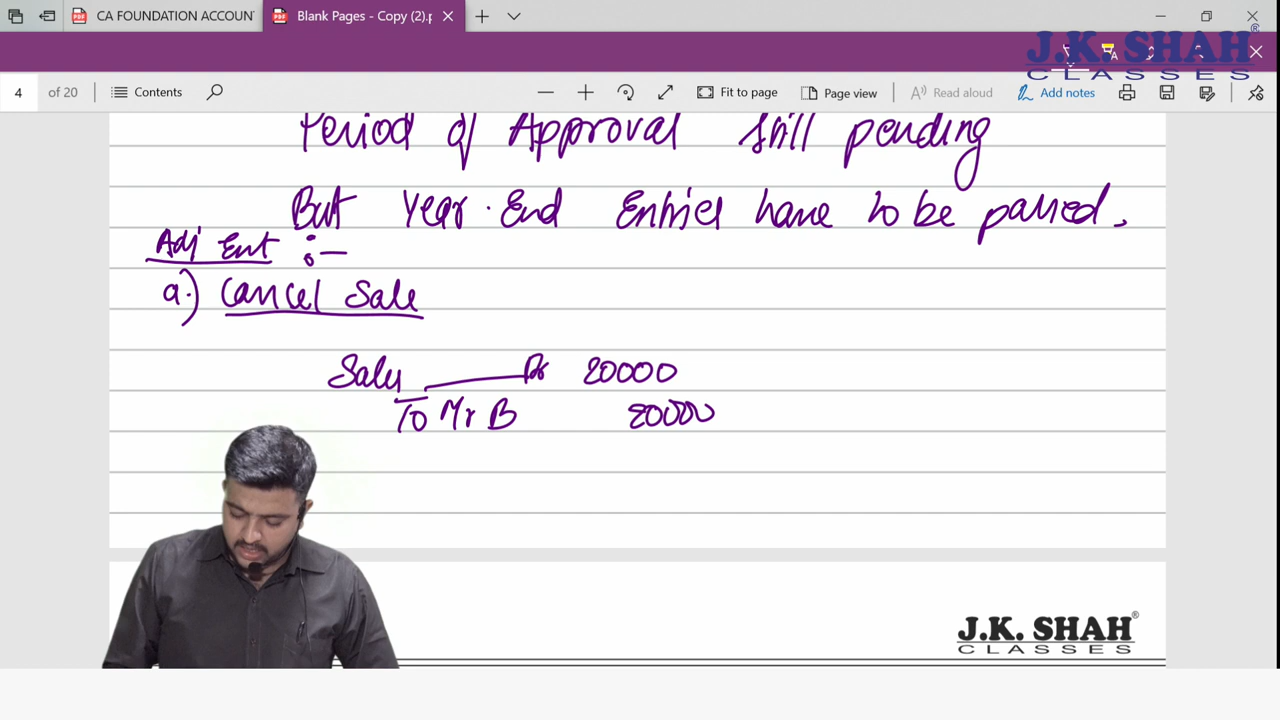 CA FOUNDATION ACCOUN
Blank Pages - Copy (2).p
J.K. SHAH®
CLASSES
4 of 20 Contents Fit to page Page view Read aloud Add notes
Period of Approval still pending
But Year-End Entries have to be passed.
Adj Ent :-
a.) Cancel Sale
Sales Dr 20000
To Mr B 20000
J.K. SHAH®
CLASSES